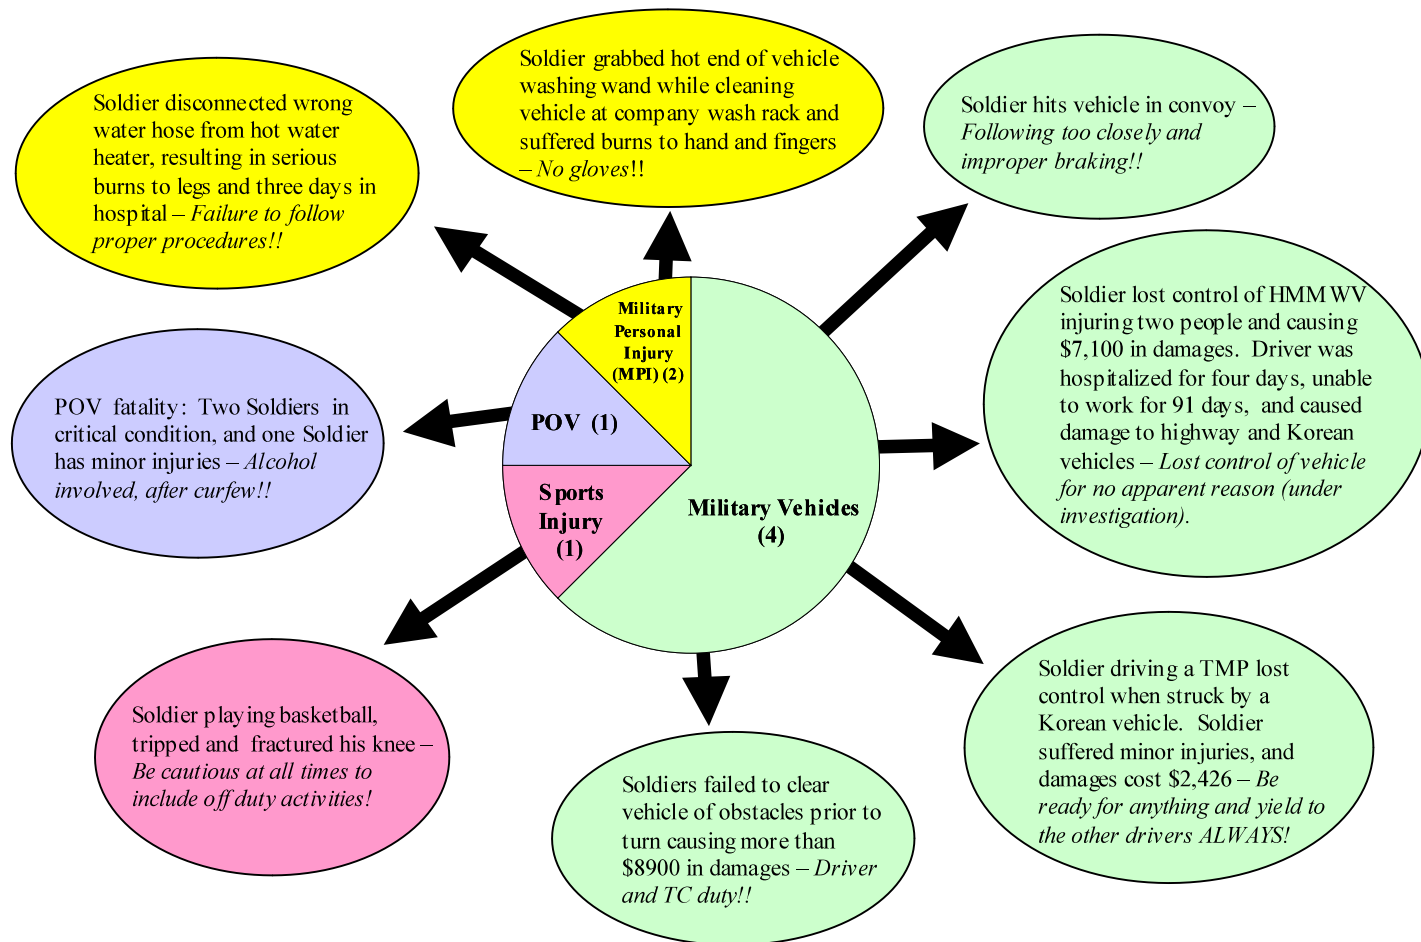 Soldier disconnected wrong
water hose from hot water
heater, resulting in serious
burns to legs and three days in
hospital – Failure to follow
proper procedures!!
Soldier grabbed hot end of vehicle
washing wand while cleaning
vehicle at company wash rack and
suffered burns to hand and fingers
– No gloves!!
Soldier hits vehicle in convoy –
Following too closely and
improper braking!!
Soldier lost control of HMMWV
injuring two people and causing
$7,100 in damages. Driver was
hospitalized for four days, unable
to work for 91 days, and caused
damage to highway and Korean
vehicles – Lost control of vehicle
for no apparent reason (under
investigation).
Military
Personal
Injury
(MPI) (2)
POV (1)
Sports
Injury
(1)
Military Vehicles
(4)
POV fatality: Two Soldiers in
critical condition, and one Soldier
has minor injuries – Alcohol
involved, after curfew!!
Soldier playing basketball,
tripped and fractured his knee –
Be cautious at all times to
include off duty activities!
Soldiers failed to clear
vehicle of obstacles prior to
turn causing more than
$8900 in damages – Driver
and TC duty!!
Soldier driving a TMP lost
control when struck by a
Korean vehicle. Soldier
suffered minor injuries, and
damages cost $2,426 – Be
ready for anything and yield to
the other drivers ALWAYS!